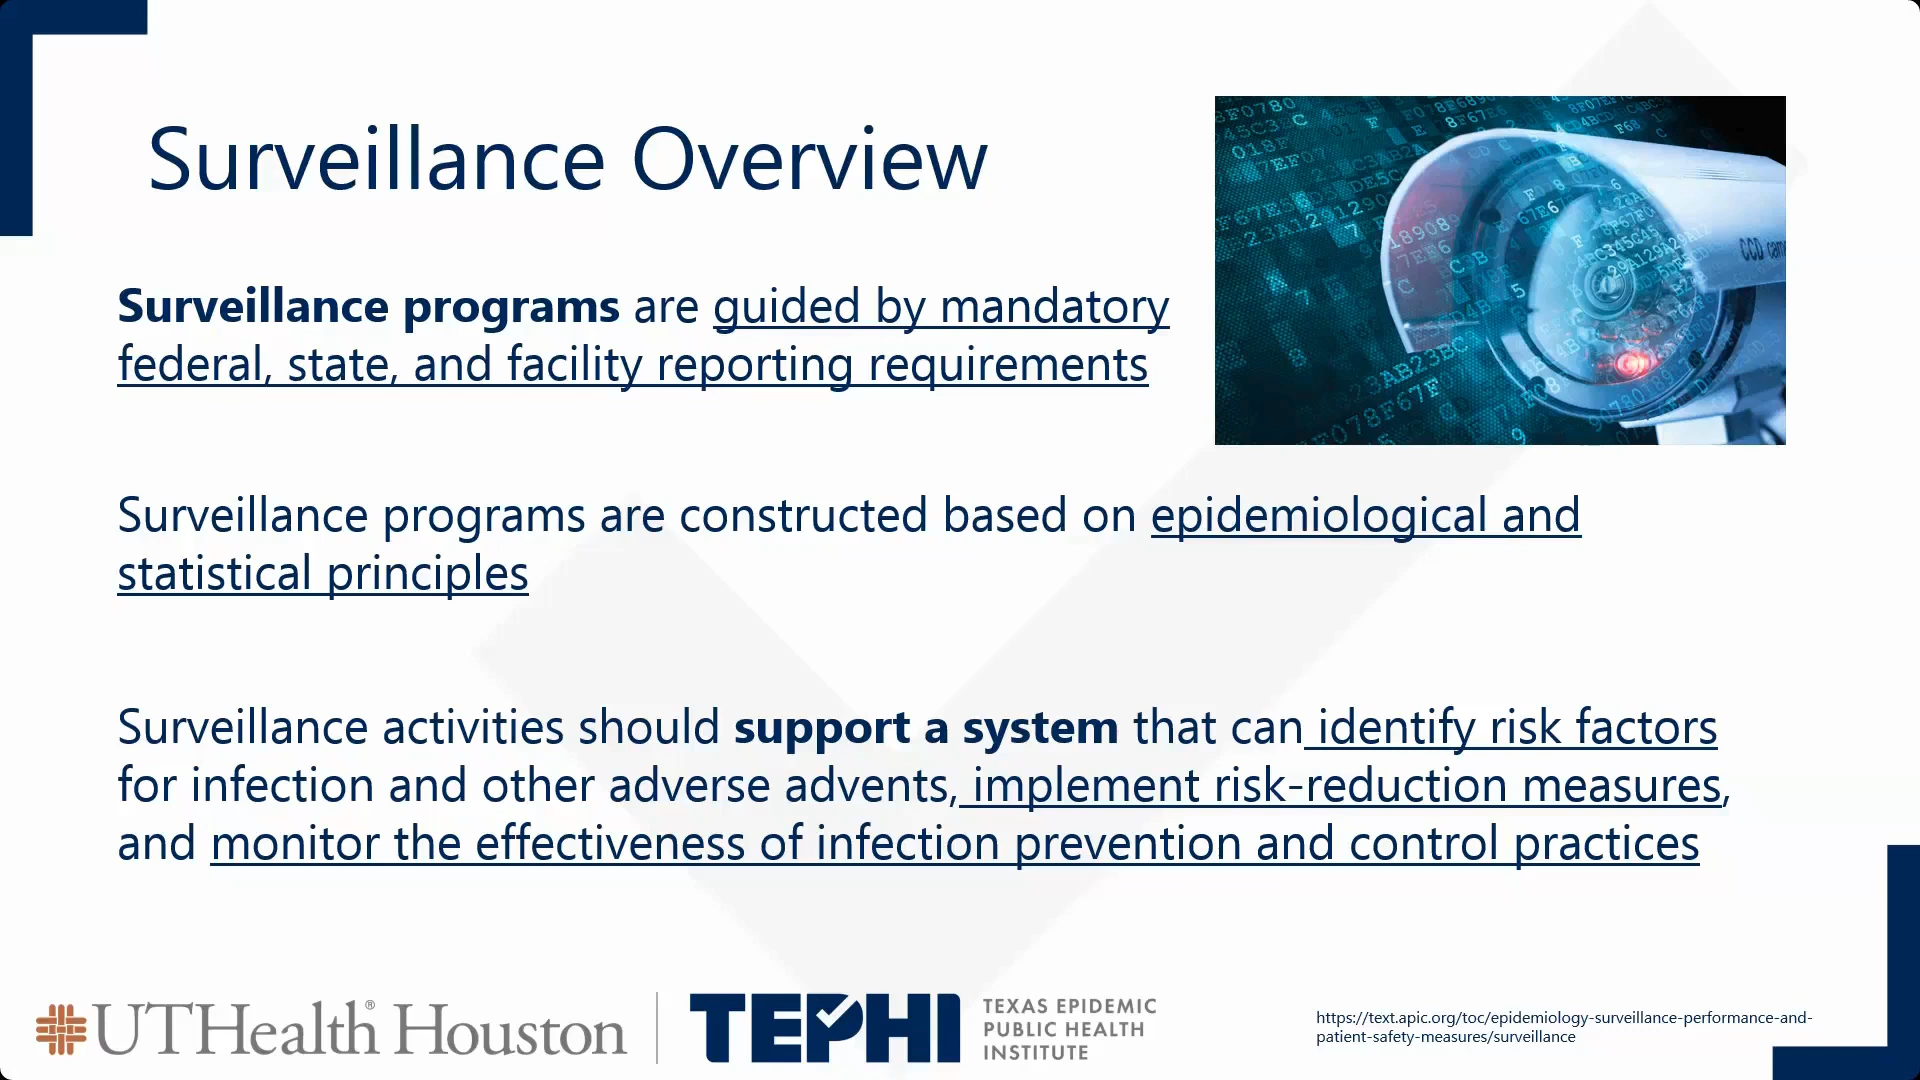 Surveillance Overview
Surveillance programs are guided by mandatory
federal, state, and facility reporting requirements
Surveillance programs are constructed based on epidemiological and
statistical principles
Surveillance activities should support a system that can identify risk factors
for infection and other adverse advents, implement risk-reduction measures,
and monitor the effectiveness of infection prevention and control practices
UTHealth® Houston
TEPHI
TEXAS EPIDEMIC
PUBLIC HEALTH
INSTITUTE
https://text.apic.org/toc/epidemiology-surveillance-performance-and-
patient-safety-measures/surveillance